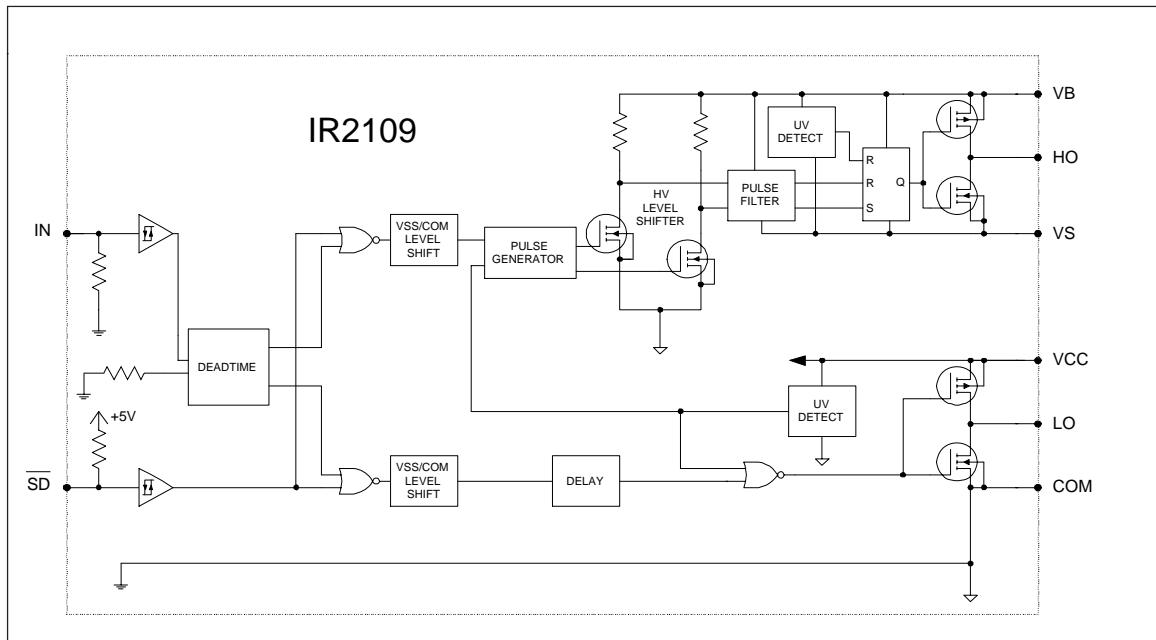 IR2109
VB
UV
DETECT
R
R
Q
S
HO
PULSE
FILTER
HV
LEVEL
SHIFTER
VS
IN
VSS/COM
LEVEL
SHIFT
PULSE
GENERATOR
DEADTIME
VCC
UV
DETECT
+5V
LO
SD
VSS/COM
LEVEL
SHIFT
DELAY
COM